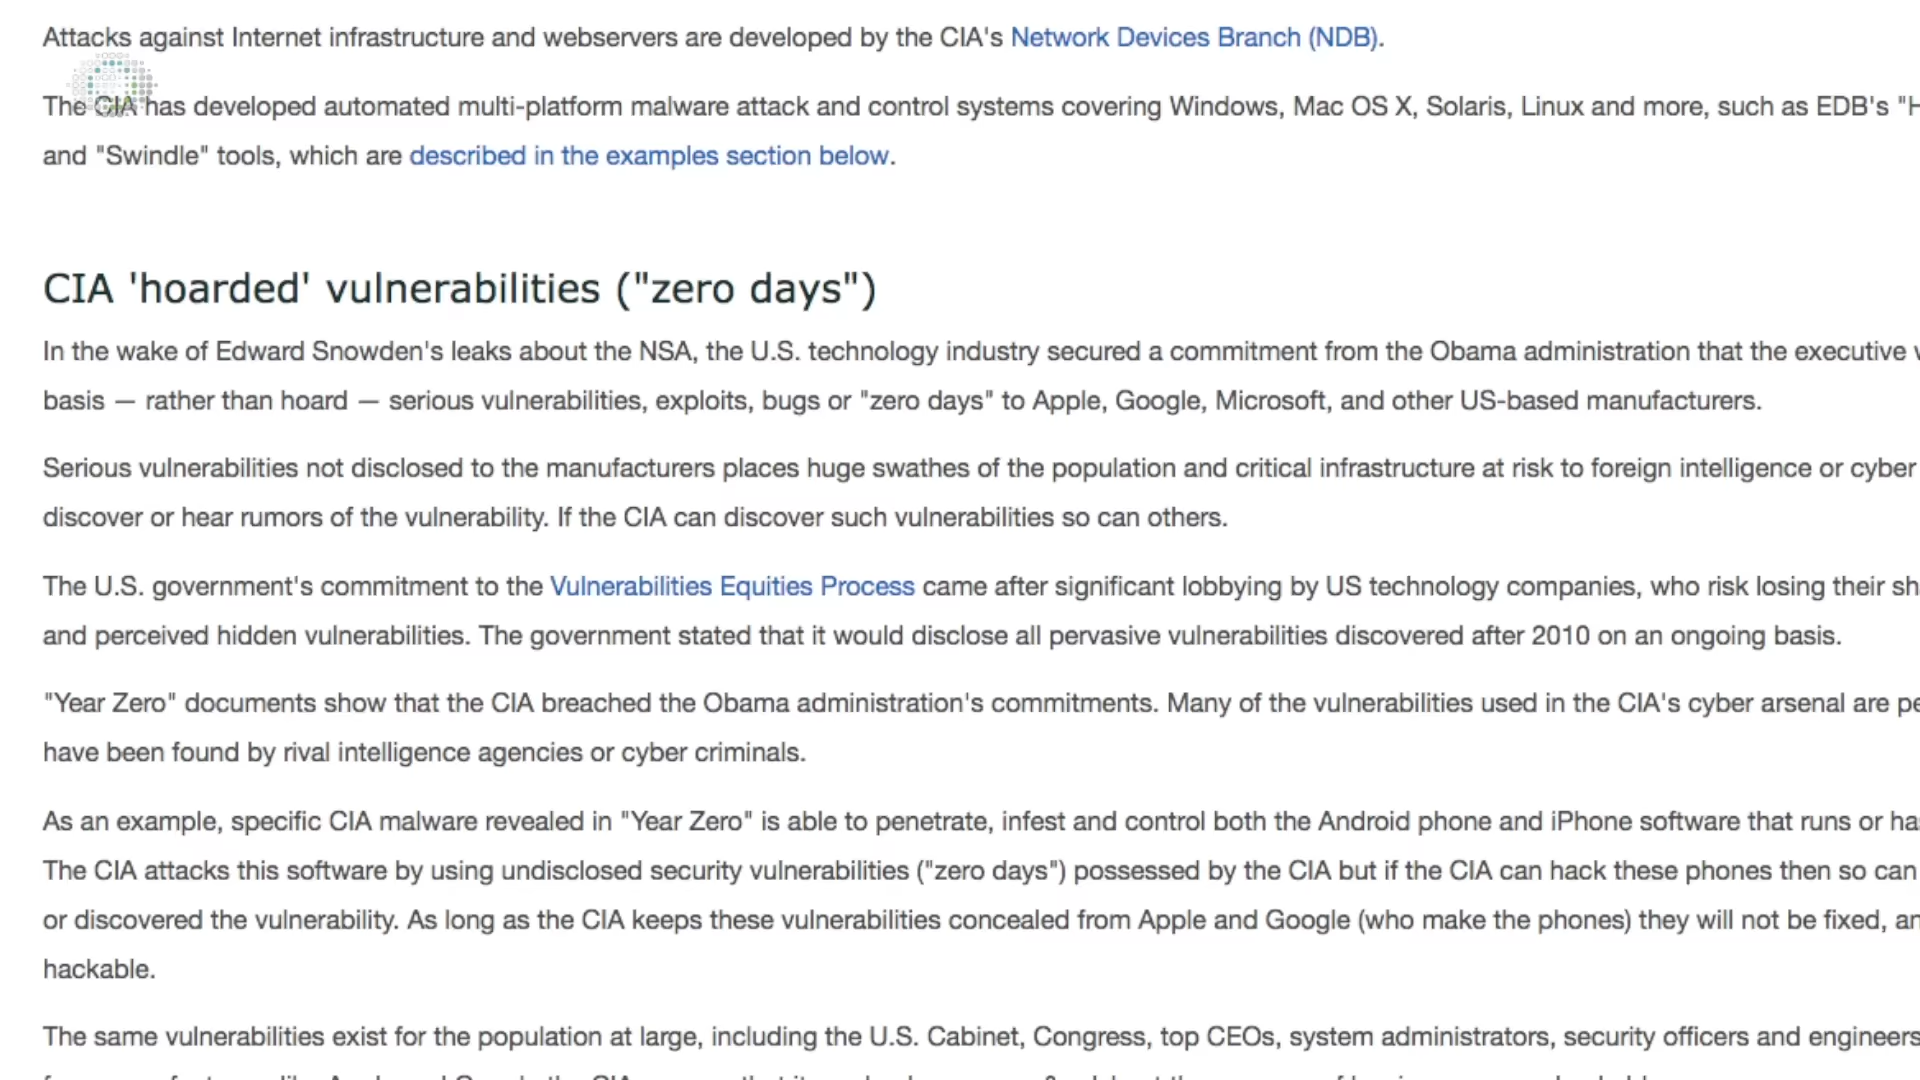 Attacks against Internet infrastructure and webservers are developed by the CIA's Network Devices Branch (NDB).
The CIA has developed automated multi-platform malware attack and control systems covering Windows, Mac OS X, Solaris, Linux and more, such as EDB's "H
and "Swindle" tools, which are described in the examples section below.
CIA 'hoarded' vulnerabilities ("zero days")
In the wake of Edward Snowden's leaks about the NSA, the U.S. technology industry secured a commitment from the Obama administration that the executive
basis — rather than hoard — serious vulnerabilities, exploits, bugs or "zero days" to Apple, Google, Microsoft, and other US-based manufacturers.
Serious vulnerabilities not disclosed to the manufacturers places huge swathes of the population and critical infrastructure at risk to foreign intelligence or cyber
discover or hear rumors of the vulnerability. If the CIA can discover such vulnerabilities so can others.
The U.S. government's commitment to the Vulnerabilities Equities Process came after significant lobbying by US technology companies, who risk losing their sh
and perceived hidden vulnerabilities. The government stated that it would disclose all pervasive vulnerabilities discovered after 2010 on an ongoing basis.
"Year Zero" documents show that the CIA breached the Obama administration's commitments. Many of the vulnerabilities used in the CIA's cyber arsenal are pe
have been found by rival intelligence agencies or cyber criminals.
As an example, specific CIA malware revealed in "Year Zero" is able to penetrate, infest and control both the Android phone and iPhone software that runs or ha
The CIA attacks this software by using undisclosed security vulnerabilities ("zero days") possessed by the CIA but if the CIA can hack these phones then so can
or discovered the vulnerability. As long as the CIA keeps these vulnerabilities concealed from Apple and Google (who make the phones) they will not be fixed, an
hackable.
The same vulnerabilities exist for the population at large, including the U.S. Cabinet, Congress, top CEOs, system administrators, security officers and engineers